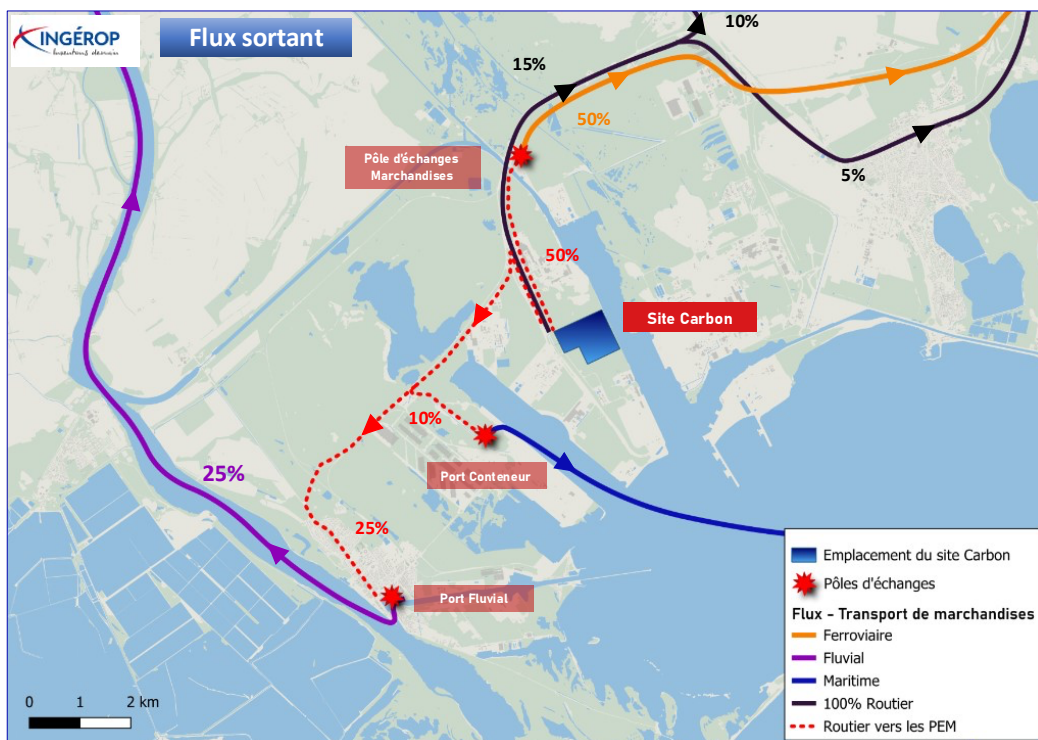 INGÉROP
Inventons demain
Flux sortant
10%
15%
50%
5%
Pôle d'échanges
Marchandises
50%
Site Carbon
10%
Port Conteneur
25%
25%
Port Fluvial
0 1 2 km
Emplacement du site Carbon
Pôles d'échanges
Flux - Transport de marchandises
Ferroviaire
Fluvial
Maritime
100% Routier
Routier vers les PEM